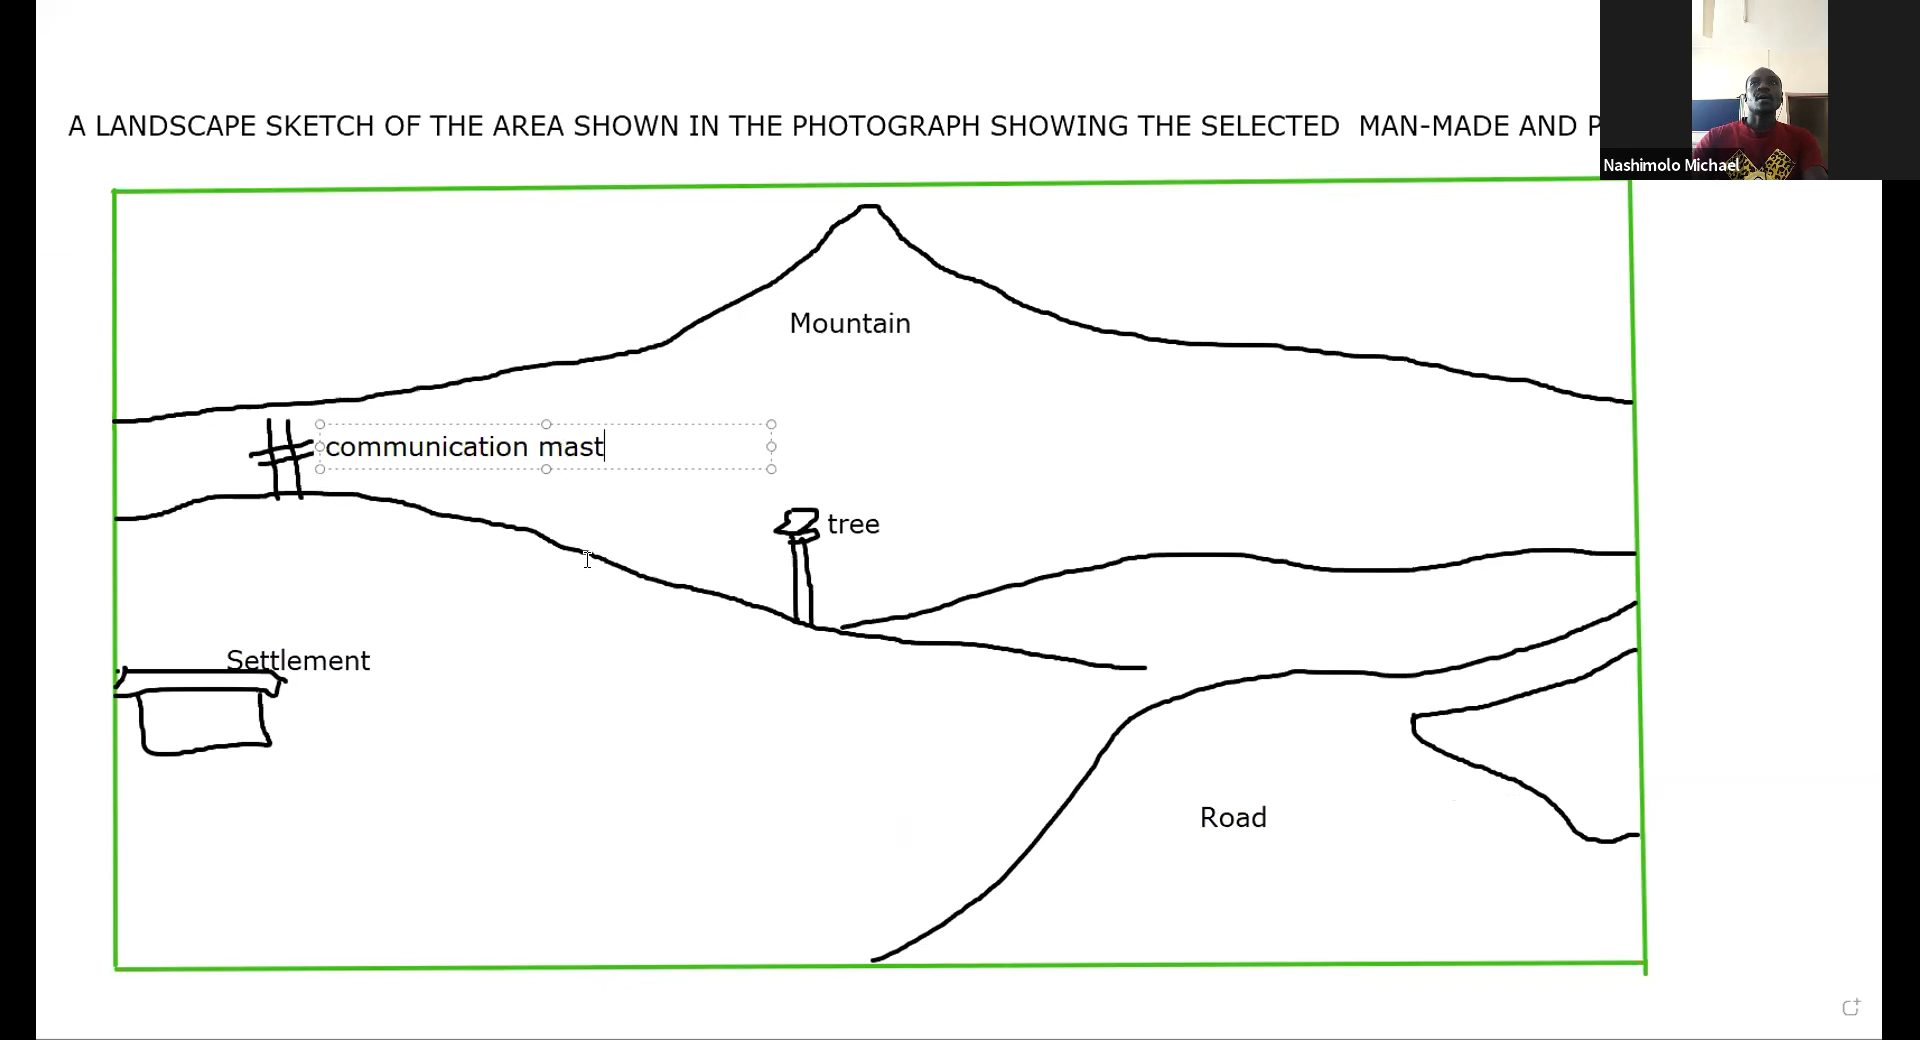 A LANDSCAPE SKETCH OF THE AREA SHOWN IN THE PHOTOGRAPH SHOWING THE SELECTED MAN-MADE AND P
Nashimolo Michael
Mountain
communication mast
tree
Settlement
Road